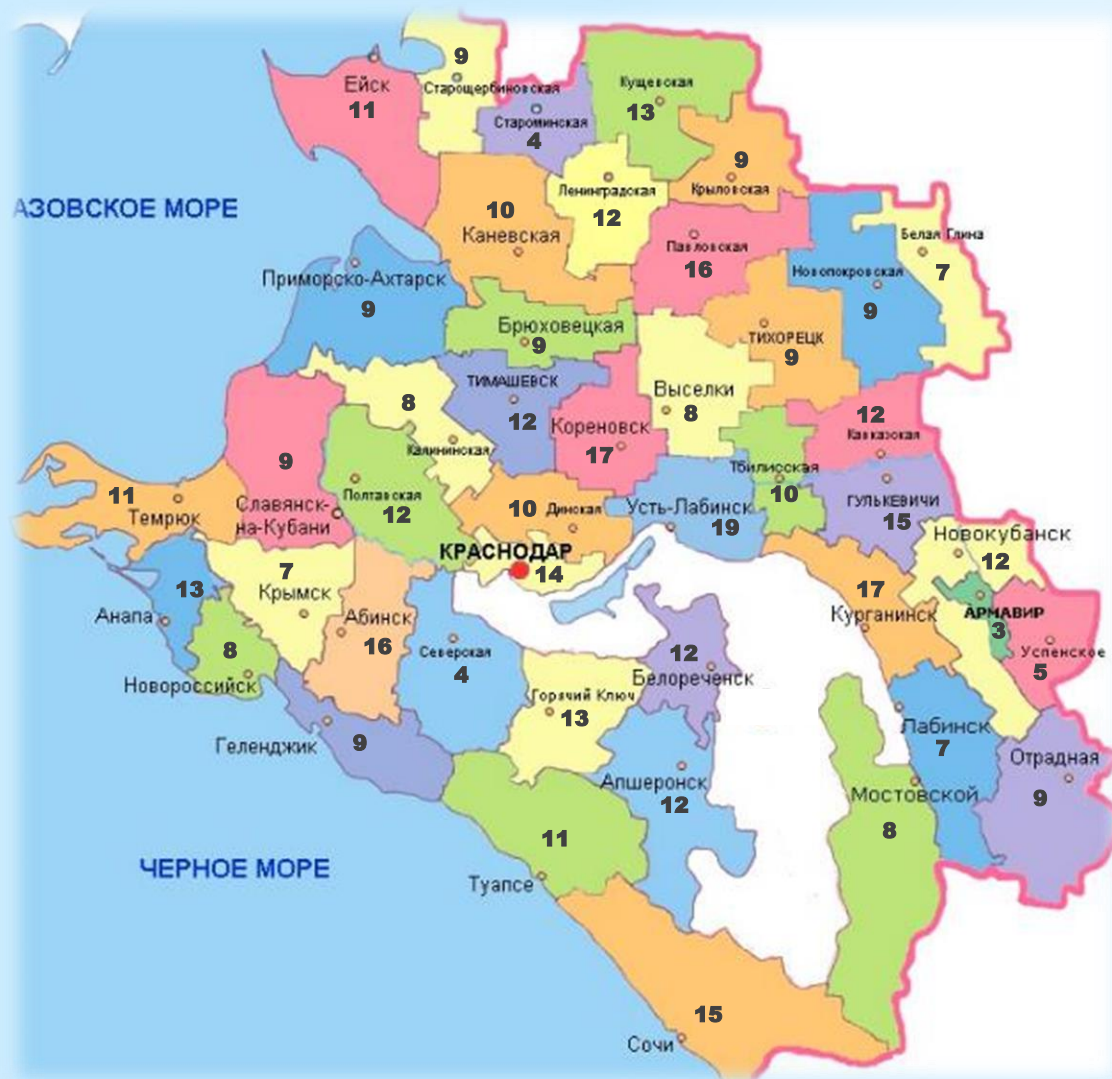 9
Ейск
Старощербиновская
Кущевская
11
Староминская
13
4
9
Ленинградская
Крыловская
АЗОВСКОЕ МОРЕ
10
12
Каневская
Павловская
Белая Глина
16
7
Приморско-Ахтарск
Новопокровская
9
9
Брюховецкая
9
ТИХОРЕЦК
9
ТИМАШЕВСК
Выселки
8
12
8
12
Кореновск
Кавказская
Калининская
17
9
Тбилисская
11
Темрюк
Славянск-
на-Кубани
Полтавская
12
10
Динская
Усть-Лабинск
19
10
ГУЛЬКЕВИЧИ
15
КРАСНОДАР
14
Новокубанск
12
7
Крымск
13
Анапа
Абинск
16
17
Курганинск
АРМАВИР
3
8
Северская
4
12
Белореченск
Успенское
5
Новороссийск
Горячий Ключ
13
Геленджик
9
Лабинск
7
Отрадная
9
Апшеронск
12
Мостовской
8
11
ЧЕРНОЕ МОРЕ
Туапсе
15
Сочи